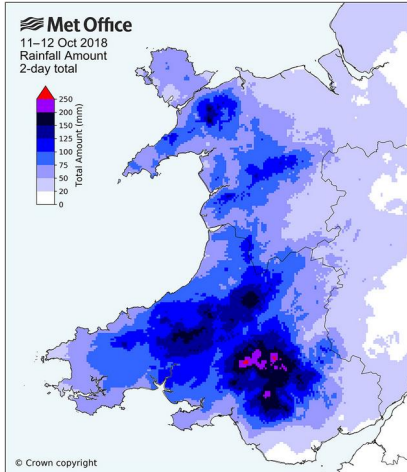 Met Office
11–12 Oct 2018
Rainfall Amount
2-day total
250
200
175
150
125
100
75
50
20
0
Total Amount (mm)
© Crown copyright